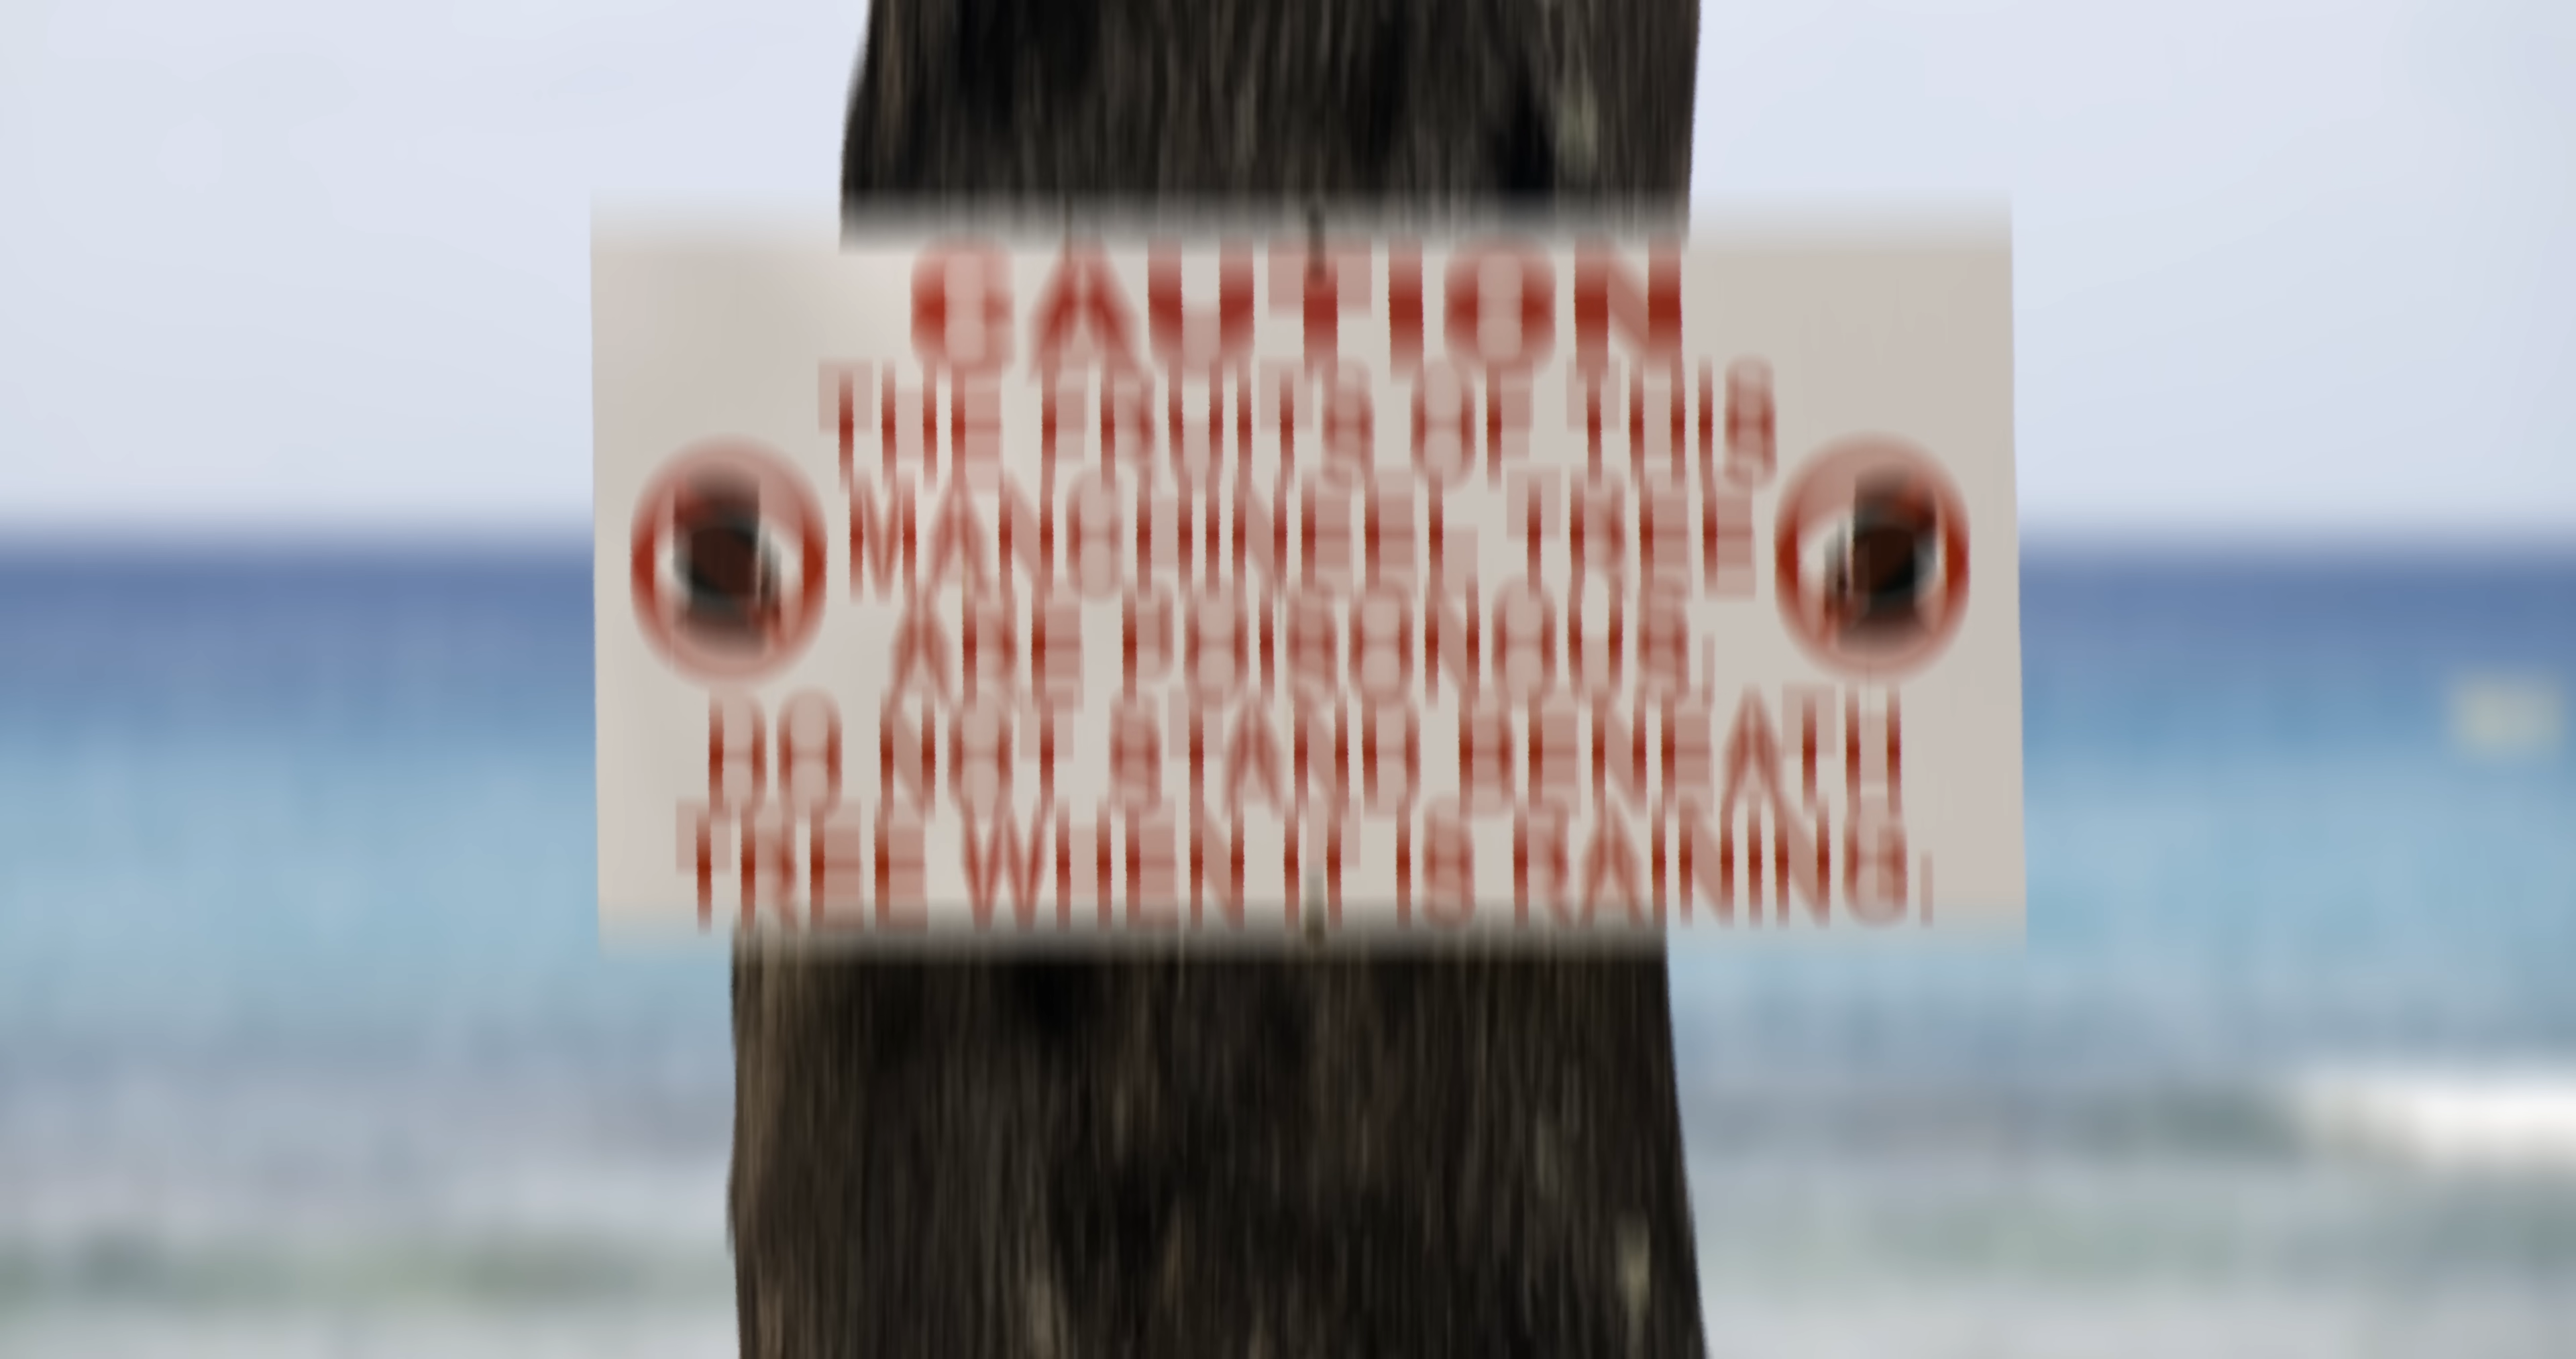 CAUTION
THE FRUITS OF THIS
MANCHINEEL TREE
ARE POISONOUS.
DO NOT STAND BENEATH
TREE WHEN IT IS RAINING.